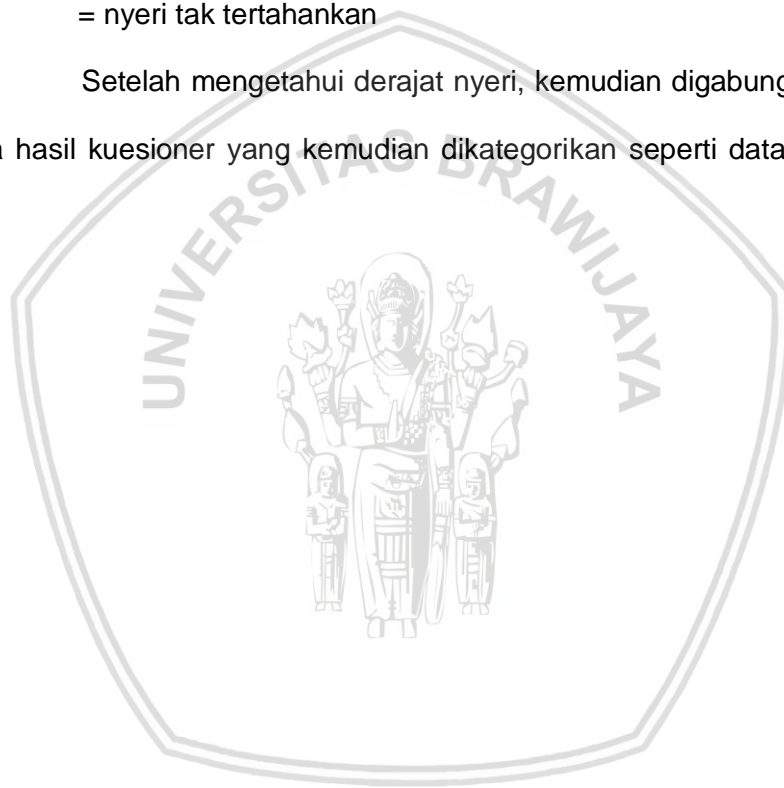 = nyeri tak tertahankan
Setelah mengetahui derajat nyeri, kemudian digabung
hasil kuesioner yang kemudian dikategorikan seperti data
UNIVERSITAS BRAWIJAYA